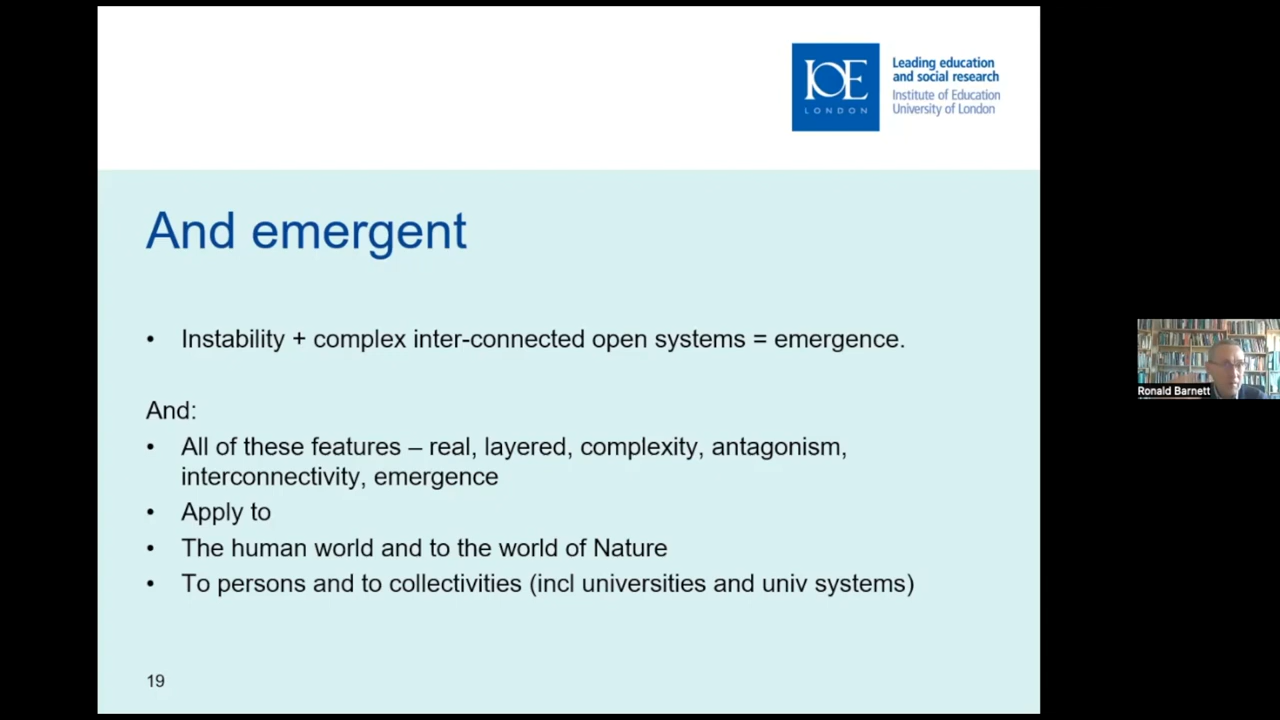 IOE
LONDON
Leading education
and social research
Institute of Education
University of London
And emergent
• Instability + complex inter-connected open systems = emergence.
And:
• All of these features – real, layered, complexity, antagonism,
interconnectivity, emergence
• Apply to
• The human world and to the world of Nature
• To persons and to collectivities (incl universities and univ systems)
19
Ronald Barnett